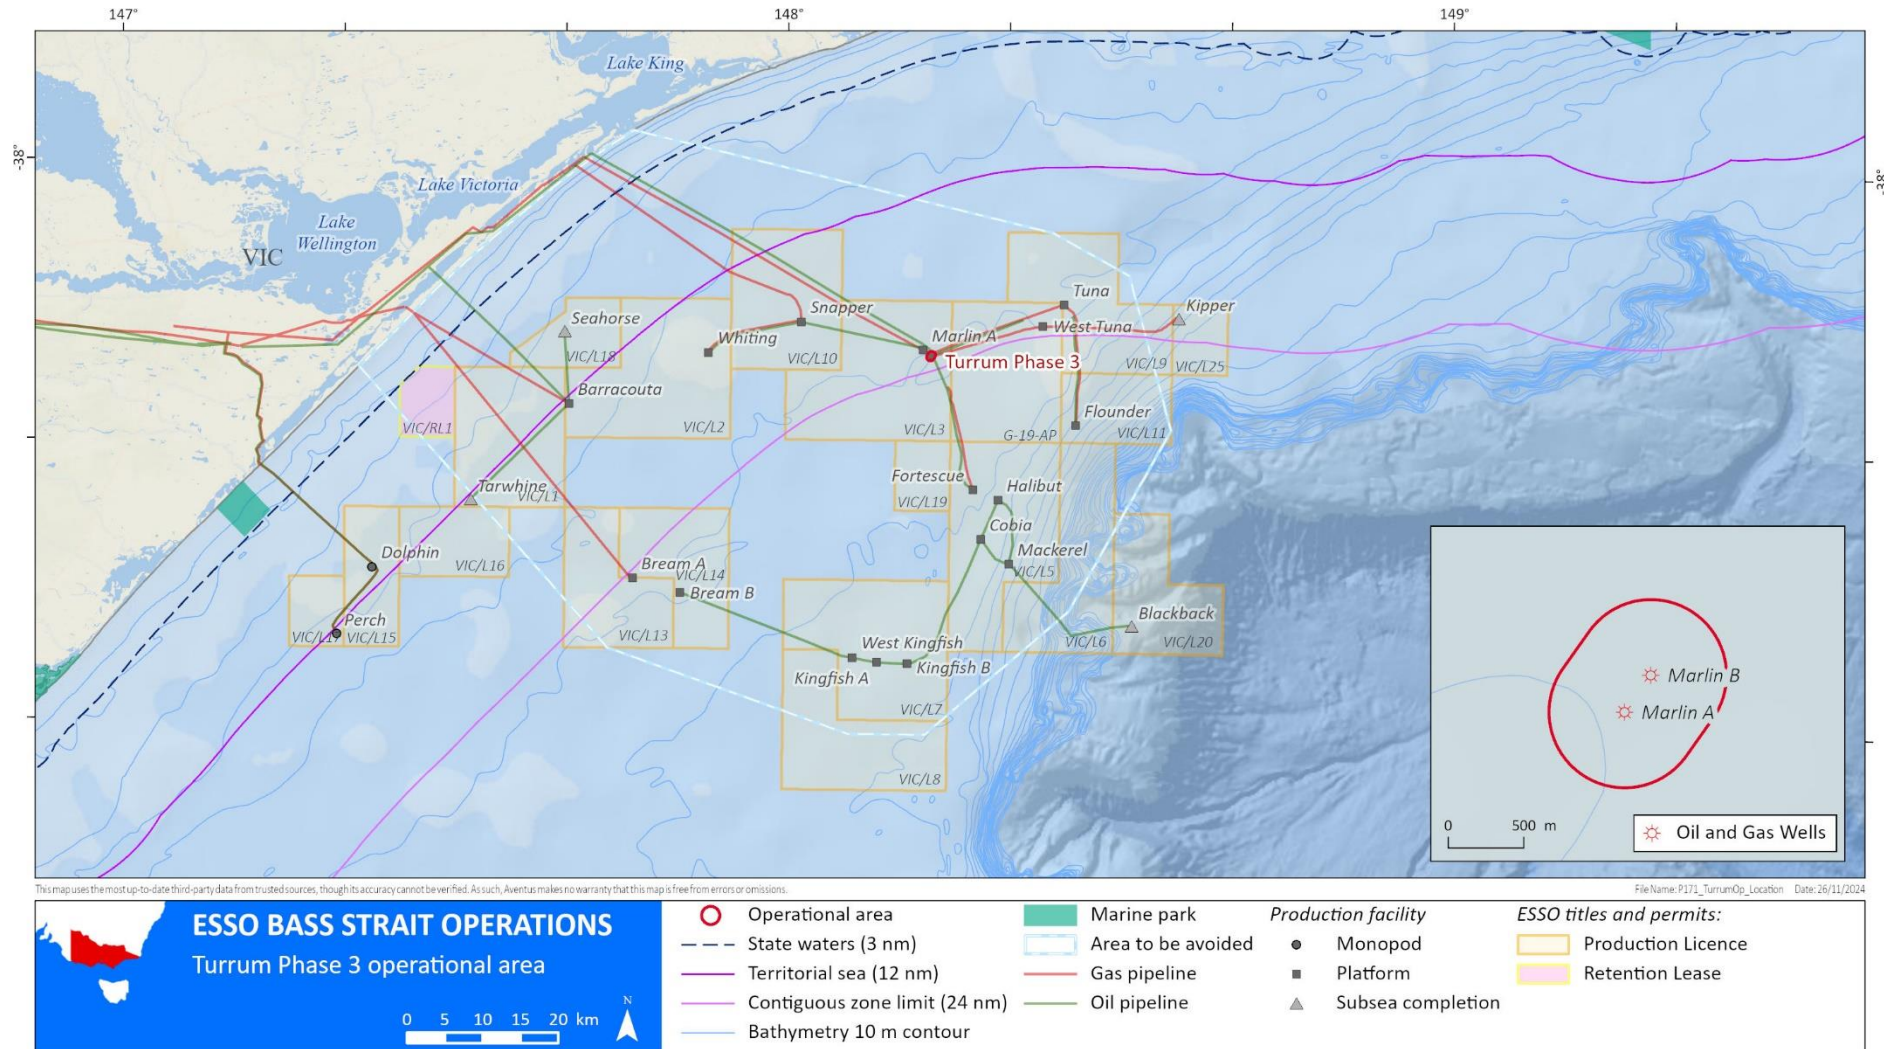 147°
148°
149°
-38°
-38°
Lake King
Lake Victoria
Lake
Wellington
VIC
Tuna
Kipper
Snapper
Seahorse
West Tuna
Marlin A
Whiting
VIC/L18
VIC/L10
Turrum Phase 3
VIC/L9
VIC/L25
Barracouta
Flounder
VIC/RL1
VIC/L2
VIC/L3
G-19-AP
VIC/L11
Fortescue
Halibut
Tarwhine
VIC/L1
VIC/L19
Cobia
Dolphin
Mackerel
VIC/L16
Bream A
VIC/L14
VIC/L5
Bream B
Perch
Blackback
VIC/L15
VIC/L13
West Kingfish
VIC/L6
VIC/L20
Kingfish B
Kingfish A
VIC/L7
VIC/L8
Marlin B
Marlin A
0 500 m
Oil and Gas Wells
This map uses the most up-to-date third-party data from trusted sources, though its accuracy cannot be verified. As such, Aventus makes no warranty that this map is free from errors or omissions.
File Name: P171_TurrumOp_Location Date: 26/11/2024
ESSO BASS STRAIT OPERATIONS
Turrum Phase 3 operational area
0 5 10 15 20 km
N
Operational area
State waters (3 nm)
Territorial sea (12 nm)
Contiguous zone limit (24 nm)
Bathymetry 10 m contour
Marine park
Area to be avoided
Gas pipeline
Oil pipeline
Production facility
Monopod
Platform
Subsea completion
ESSO titles and permits:
Production Licence
Retention Lease